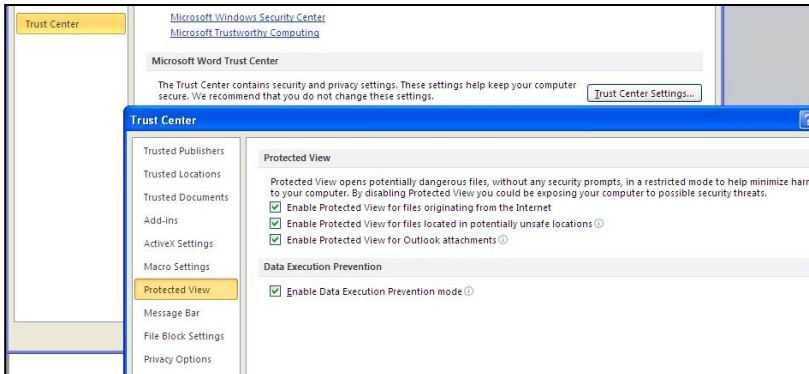 Trust Center
Microsoft Windows Security Center
Microsoft Trustworthy Computing
Microsoft Word Trust Center
The Trust Center contains security and privacy settings. These settings help keep your computer
secure. We recommend that you do not change these settings.
Trust Center Settings...
Trust Center
?
Trusted Publishers
Trusted Locations
Trusted Documents
Add-ins
ActiveX Settings
Macro Settings
Protected View
Message Bar
File Block Settings
Privacy Options
Protected View
Protected View opens potentially dangerous files, without any security prompts, in a restricted mode to help minimize harm
to your computer. By disabling Protected View you could be exposing your computer to possible security threats.
Enable Protected View for files originating from the Internet
Enable Protected View for files located in potentially unsafe locations
Enable Protected View for Outlook attachments
Data Execution Prevention
Enable Data Execution Prevention mode